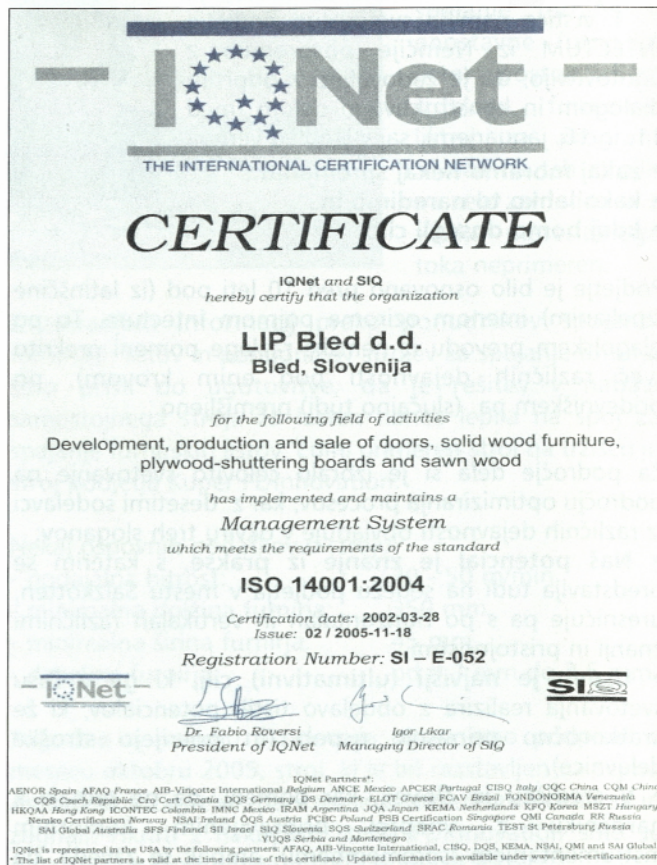 IQNet
THE INTERNATIONAL CERTIFICATION NETWORK
CERTIFICATE
IQNet and SIQ
hereby certify that the organization
LIP Bled d.d.
Bled, Slovenija
for the following field of activities
Development, production and sale of doors, solid wood furniture,
plywood-shuttering boards and sawn wood
has implemented and maintains a
Management System
which meets the requirements of the standard
ISO 14001:2004
Certification date: 2002-03-28
Issue: 02 / 2005-11-18
Registration Number: SI – E-052
IQNet
SIQ
Dr. Fabio Roversi
Igor Likar
President of IQNet
Managing Director of SIQ
IQNet Partners*:
AENOR Spain AFAQ France AIB-Vinçotte International Belgium ANCE Mexico APCER Portugal CISQ Italy CQC China CQM China
CQS Czech Republic Cro Cert Croatia DQS Germany DS Denmark ELOT Greece FCAV Brazil FONDONORMA Venezuela
HKQAA Hong Kong ICONTEC Colombia IMNC Mexico IRAM Argentina JQA Japan KEMA Netherlands KFQ Korea MSZT Hungary
Nemko Certification Norway NSAI Ireland ÖQS Austria PCBC Poland PSB Certification Singapore QMI Canada RR Russia
SAI Global Australia SFS Finland SII Israel SIQ Slovenia SQS Switzerland SRAC Romania TEST St Petersburg Russia
YUQS Serbia and Montenegro
IQNet is represented in the USA by the following partners: AFAQ, AIB-Vinçotte International, CISQ, DQS, KEMA, NSAI, QMI and SAI Global
* The list of IQNet partners is valid at the time of issue of this certificate. Updated information is available under www.iqnet-certification.com